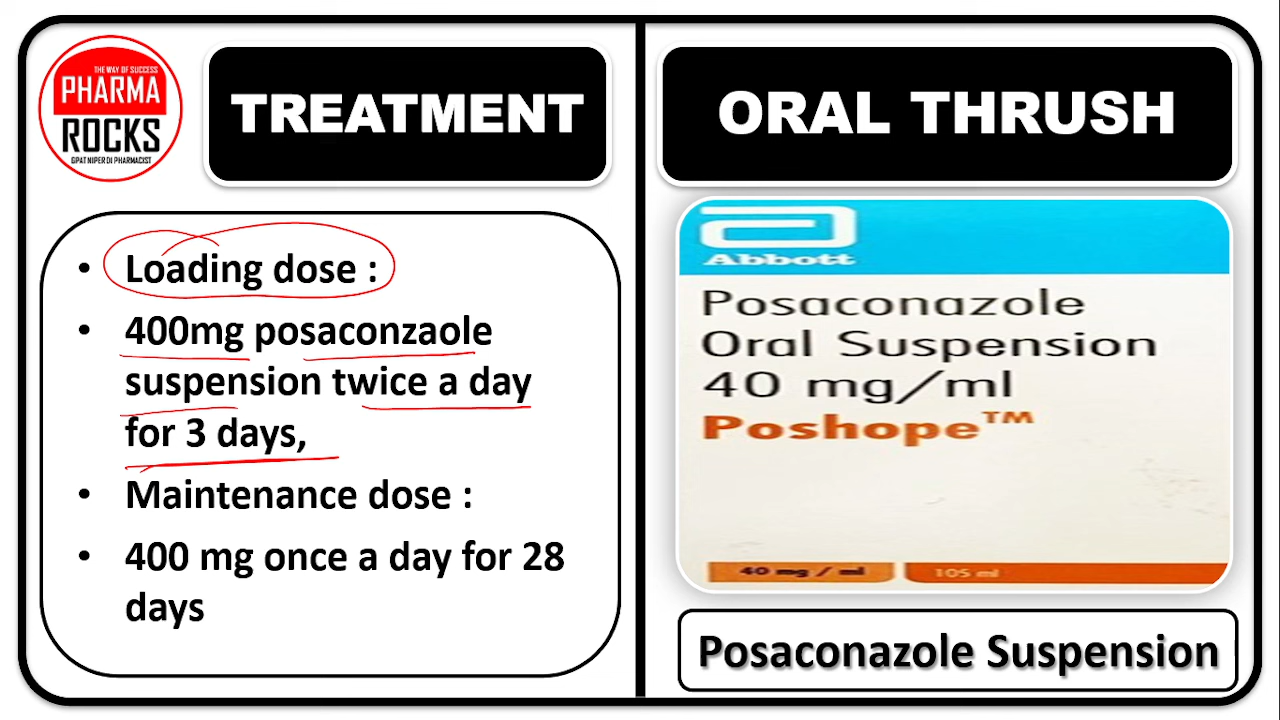 THE WAY OF SUCCESS
PHARMA
ROCKS
GPAT NIPER DI PHARMACIST
TREATMENT
• Loading dose :
• 400mg posaconzaole
suspension twice a day
for 3 days,
• Maintenance dose :
• 400 mg once a day for 28
days
ORAL THRUSH
Abbott
Posaconazole
Oral Suspension
40 mg/ml
Poshope™
40 mg / ml
105 ml
Posaconazole Suspension